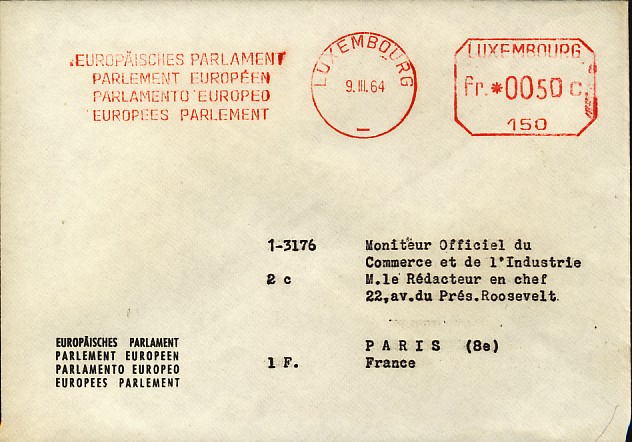 EUROPÄISCHES PARLAMENT
PARLEMENT EUROPÉEN
PARLAMENTO EUROPEO
EUROPEES PARLEMENT
LUXEMBOURG
9.III.64
LUXEMBOURG
Fr.*0050 c.
150
1-3176 Moniteur Officiel du
Commerce et de l'Industrie
2 c M.le Rédacteur en chef
22,av.du Prés.Roosevelt
PARIS (8e)
1 F. France
EUROPÄISCHES PARLAMENT
PARLEMENT EUROPEEN
PARLAMENTO EUROPEO
EUROPEES PARLEMENT